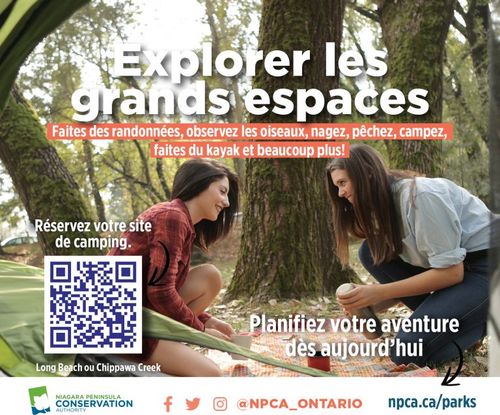 Explorer les
grands espaces
Faites des randonnées, observez les oiseaux, nagez, pêchez, campez,
faites du kayak et beaucoup plus!
Réservez votre site
de camping.
Long Beach ou Chippawa Creek
Planifiez votre aventure
dès aujourd'hui
NIAGARA PENINSULA
CONSERVATION
AUTHORITY
@NPCA_ONTARIO
npca.ca/parks